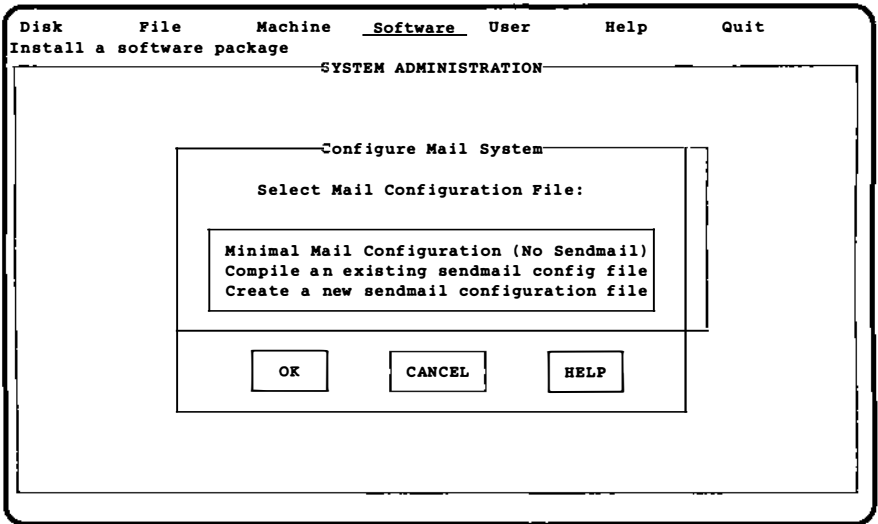 Disk File Machine Software User Help Quit
Install a software package
SYSTEM ADMINISTRATION
Configure Mail System
Select Mail Configuration File:
Minimal Mail Configuration (No Sendmail)
Compile an existing sendmail config file
Create a new sendmail configuration file
OK CANCEL HELP